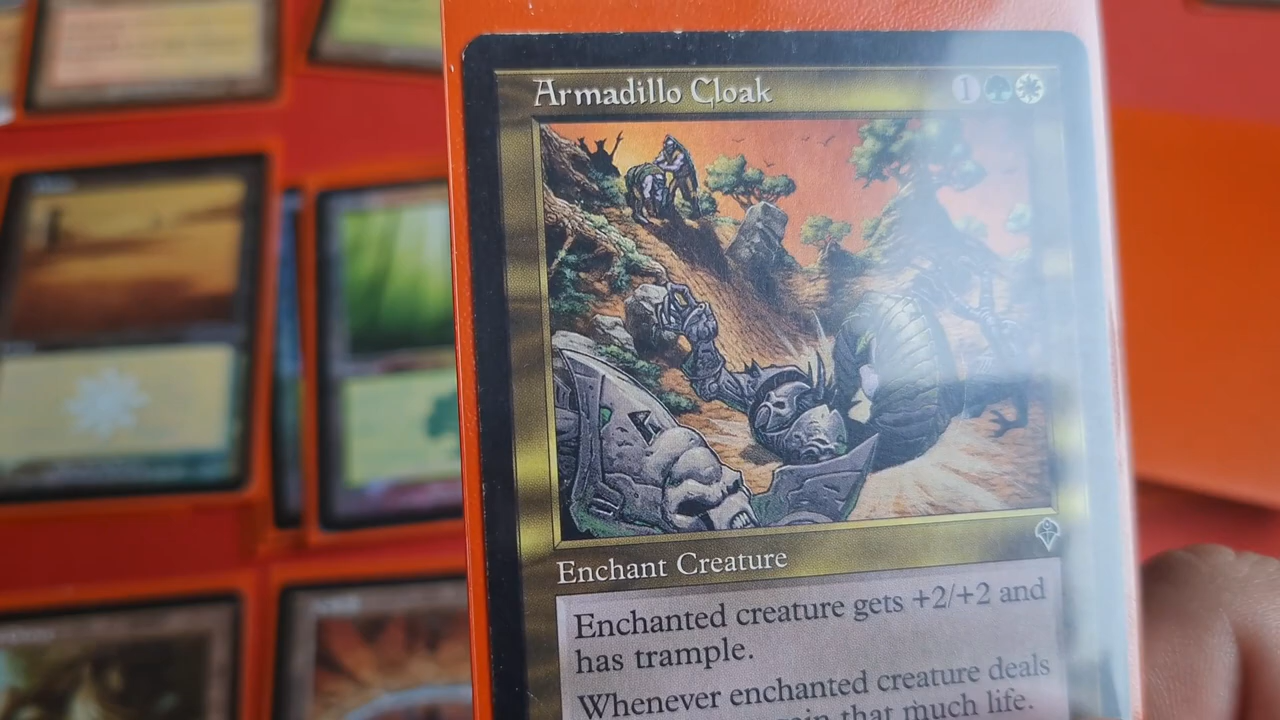 Armadillo Cloak 1
Enchant Creature
Enchanted creature gets +2/+2 and
has trample.
Whenever enchanted creature deals
that much life.